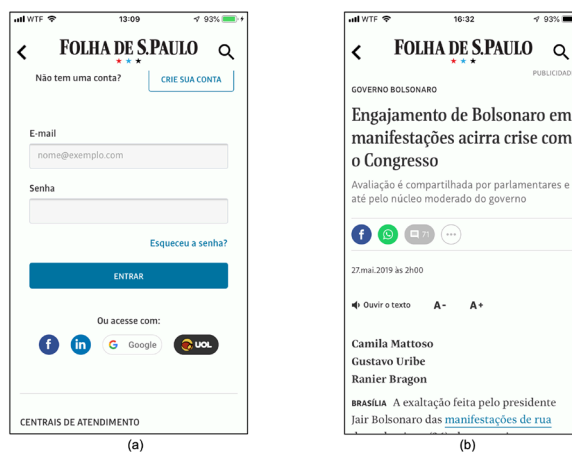 WTF 13:09 93%
FOLHA DE S.PAULO
Não tem uma conta?
CRIE SUA CONTA
E-mail
nome@exemplo.com
Senha
Esqueceu a senha?
ENTRAR
Ou acesse com:
f in G Google UOL
CENTRAIS DE ATENDIMENTO
(a)
WTF 16:32 93%
FOLHA DE S.PAULO
GOVERNO BOLSONARO
Engajamento de Bolsonaro em
manifestações acirra crise com
o Congresso
Avaliação é compartilhada por parlamentares e
até pelo núcleo moderado do governo
f 71
27.mai.2019 às 2h00
Ouvir o texto A- A+
Camila Mattoso
Gustavo Uribe
Ranier Bragon
BRASÍLIA A exaltação feita pelo presidente
Jair Bolsonaro das manifestações de rua
(b)